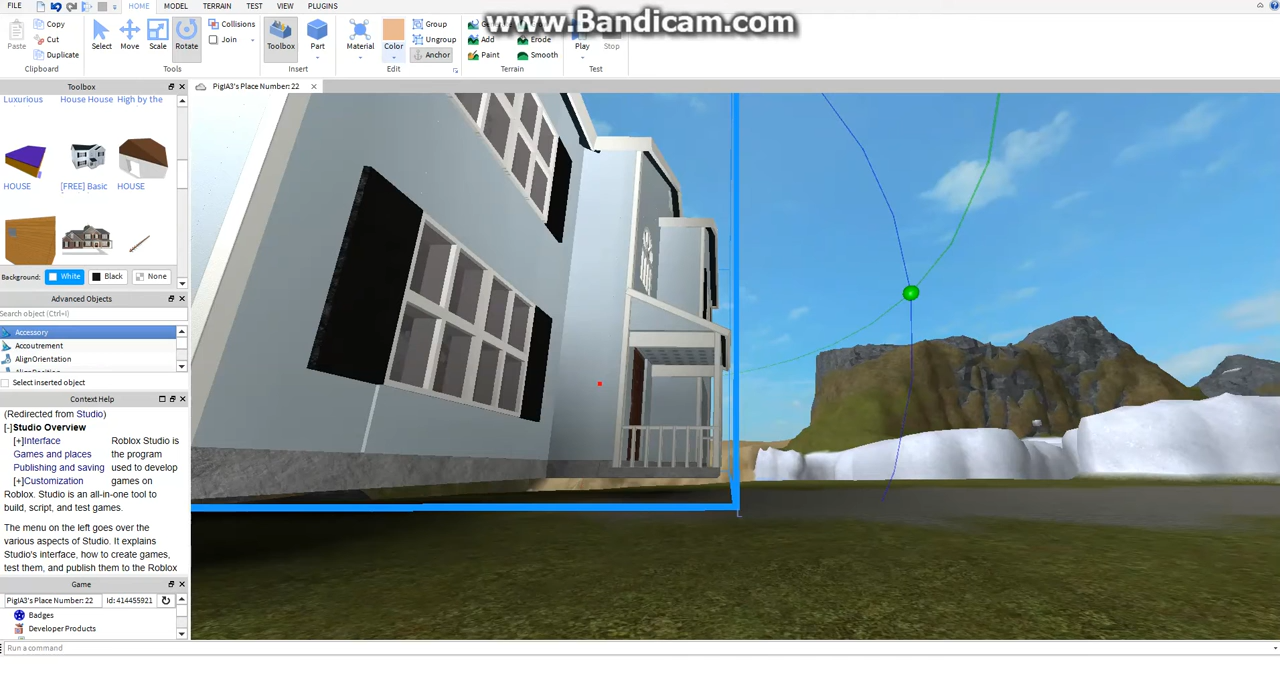 www.Bandicam.com
FILE HOME MODEL TERRAIN TEST VIEW PLUGINS
Paste
Copy
Cut
Duplicate
Clipboard
Select Move Scale Rotate
Collisions
Join
Tools
Toolbox Part
Insert
Material Color
Group
Ungroup
Anchor
Edit
Add Erode
Paint Smooth
Terrain
Play Stop
Test
Toolbox
PigIA3's Place Number: 22
Luxurious House House High by the
HOUSE [FREE] Basic HOUSE
Background: White Black None
Advanced Objects
Search object (Ctrl+i)
Accessory
Accoutrement
AlignOrientation
Select inserted object
Context Help
(Redirected from Studio)
[-]Studio Overview
[+]Interface
Games and places
Publishing and saving
[+]Customization
Roblox Studio is
the program
used to develop
games on
Roblox. Studio is an all-in-one tool to
build, script, and test games.
The menu on the left goes over the
various aspects of Studio. It explains
Studio's interface, how to create games,
test them, and publish them to the Roblox
Game
PigIA3's Place Number: 22 Id: 414455921
Badges
Developer Products
Run a command